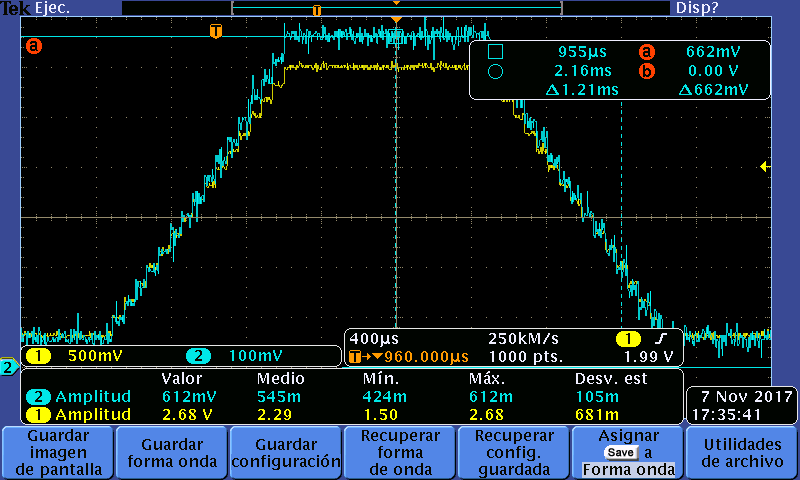 Tek Ejec. Disp?
T
T
a
955µs a 662mV
2.16ms b 0.00 V
Δ1.21ms Δ662mV
400µs 250kM/s 1
T→▼960.000µs 1000 pts. 1.99 V
1 500mV 2 100mV
2
Valor Medio Mín. Máx. Desv. est
2 Amplitud 612mV 545m 424m 612m 105m
1 Amplitud 2.68 V 2.29 1.50 2.68 681m
7 Nov 2017
17:35:41
Guardar imagen de pantalla
Guardar forma onda
Guardar configuración
Recuperar forma de onda
Recuperar config. guardada
Asignar Save a Forma onda
Utilidades de archivo